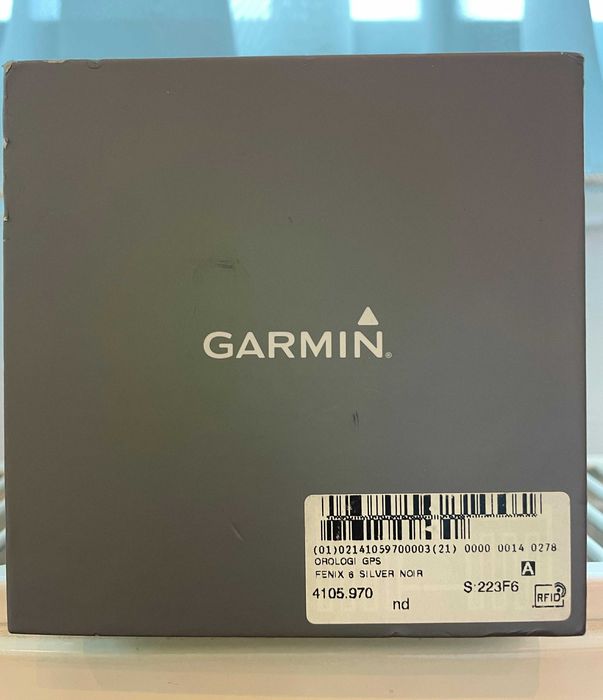 GARMIN®
(01)02141059700003(21) 0000 0014 0278
OROLOGI GPS
FENIX 6 SILVER NOIR
A
4105.970
S:223F6
nd
RFID